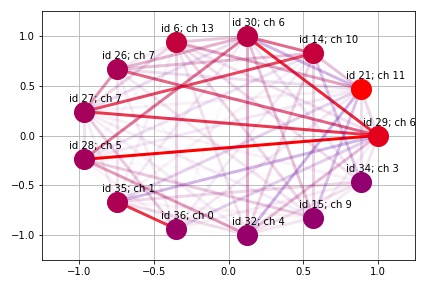 id 30; ch 6
id 6; ch 13
id 14; ch 10
id 26; ch 7
id 21; ch 11
id 27; ch 7
id 29; ch 6
id 28; ch 5
id 34; ch 3
id 35; ch 1
id 15; ch 9
id 36; ch 0
id 32; ch 4
1.0
0.5
0.0
−0.5
−1.0
−1.0
−0.5
0.0
0.5
1.0